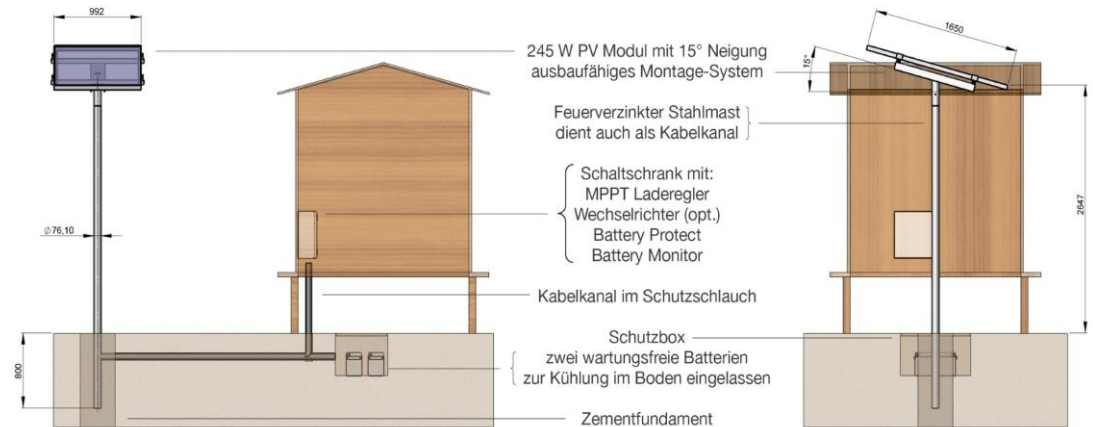 992
245 W PV Modul mit 15° Neigung
ausbaufähiges Montage-System
1650
15°
Feuerverzinkter Stahlmast
dient auch als Kabelkanal
Schaltschrank mit:
MPPT Laderegler
Wechselrichter (opt.)
Battery Protect
Battery Monitor
∅76,10
2647
Kabelkanal im Schutzschlauch
Schutzbox
800
zwei wartungsfreie Batterien
zur Kühlung im Boden eingelassen
Zementfundament